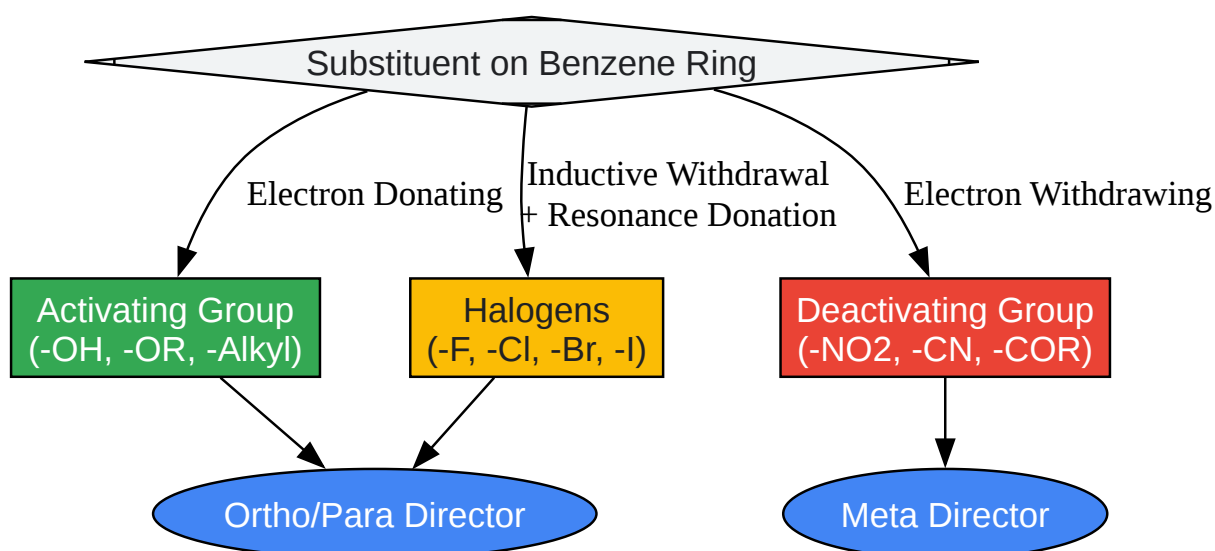 Substituent on Benzene Ring
Electron Donating
Inductive Withdrawal
+ Resonance Donation
Electron Withdrawing
Activating Group
(-OH, -OR, -Alkyl)
Halogens
(-F, -Cl, -Br, -I)
Deactivating Group
(-NO2, -CN, -COR)
Ortho/Para Director
Meta Director